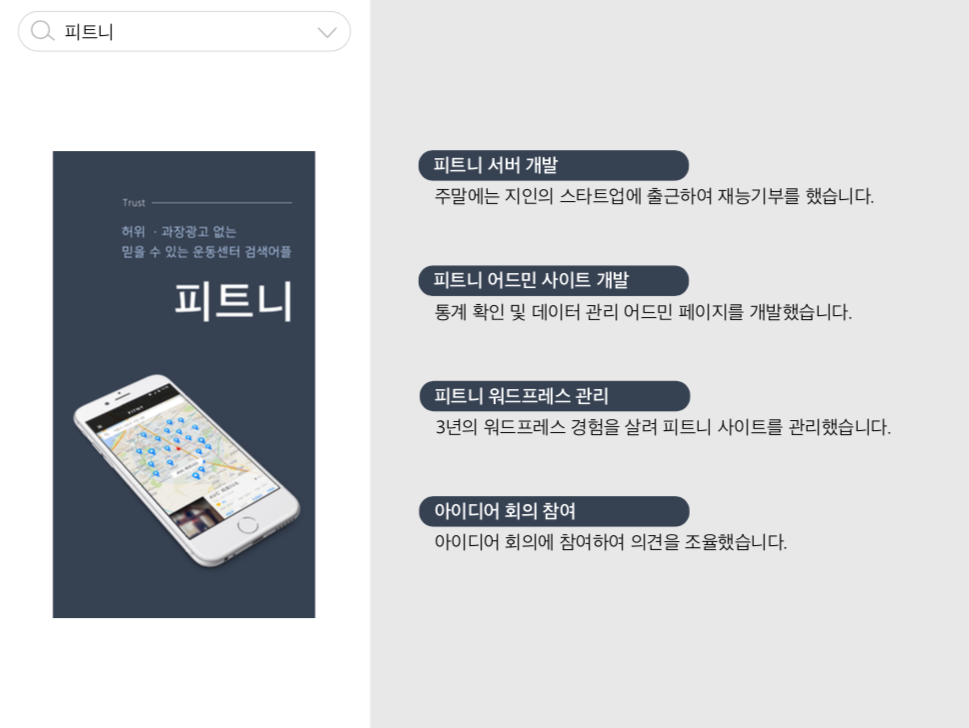 피트니
Trust
허위 · 과장광고 없는
믿을 수 있는 운동센터 검색어플
피트니
피트니 서버 개발
주말에는 지인의 스타트업에 출근하여 재능기부를 했습니다.
피트니 어드민 사이트 개발
통계 확인 및 데이터 관리 어드민 페이지를 개발했습니다.
피트니 워드프레스 관리
3년의 워드프레스 경험을 살려 피트니 사이트를 관리했습니다.
아이디어 회의 참여
아이디어 회의에 참여하여 의견을 조율했습니다.